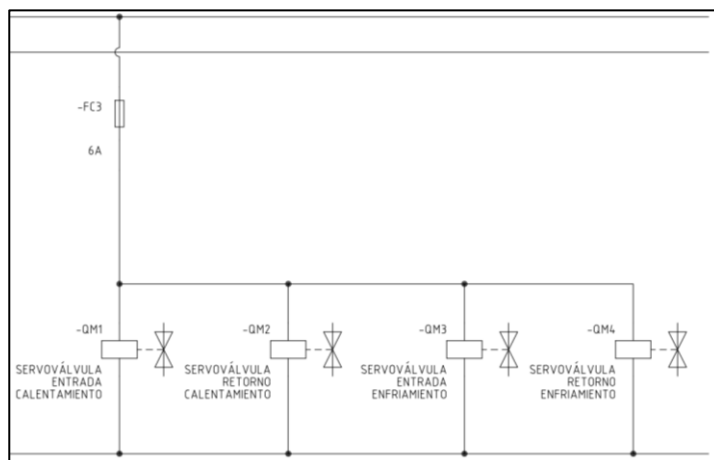 -FC3
6A
-QM1
SERVOVÁLVULA
ENTRADA
CALENTAMIENTO
-QM2
SERVOVÁLVULA
RETORNO
CALENTAMIENTO
-QM3
SERVOVÁLVULA
ENTRADA
ENFRIAMIENTO
-QM4
SERVOVÁLVULA
RETORNO
ENFRIAMIENTO